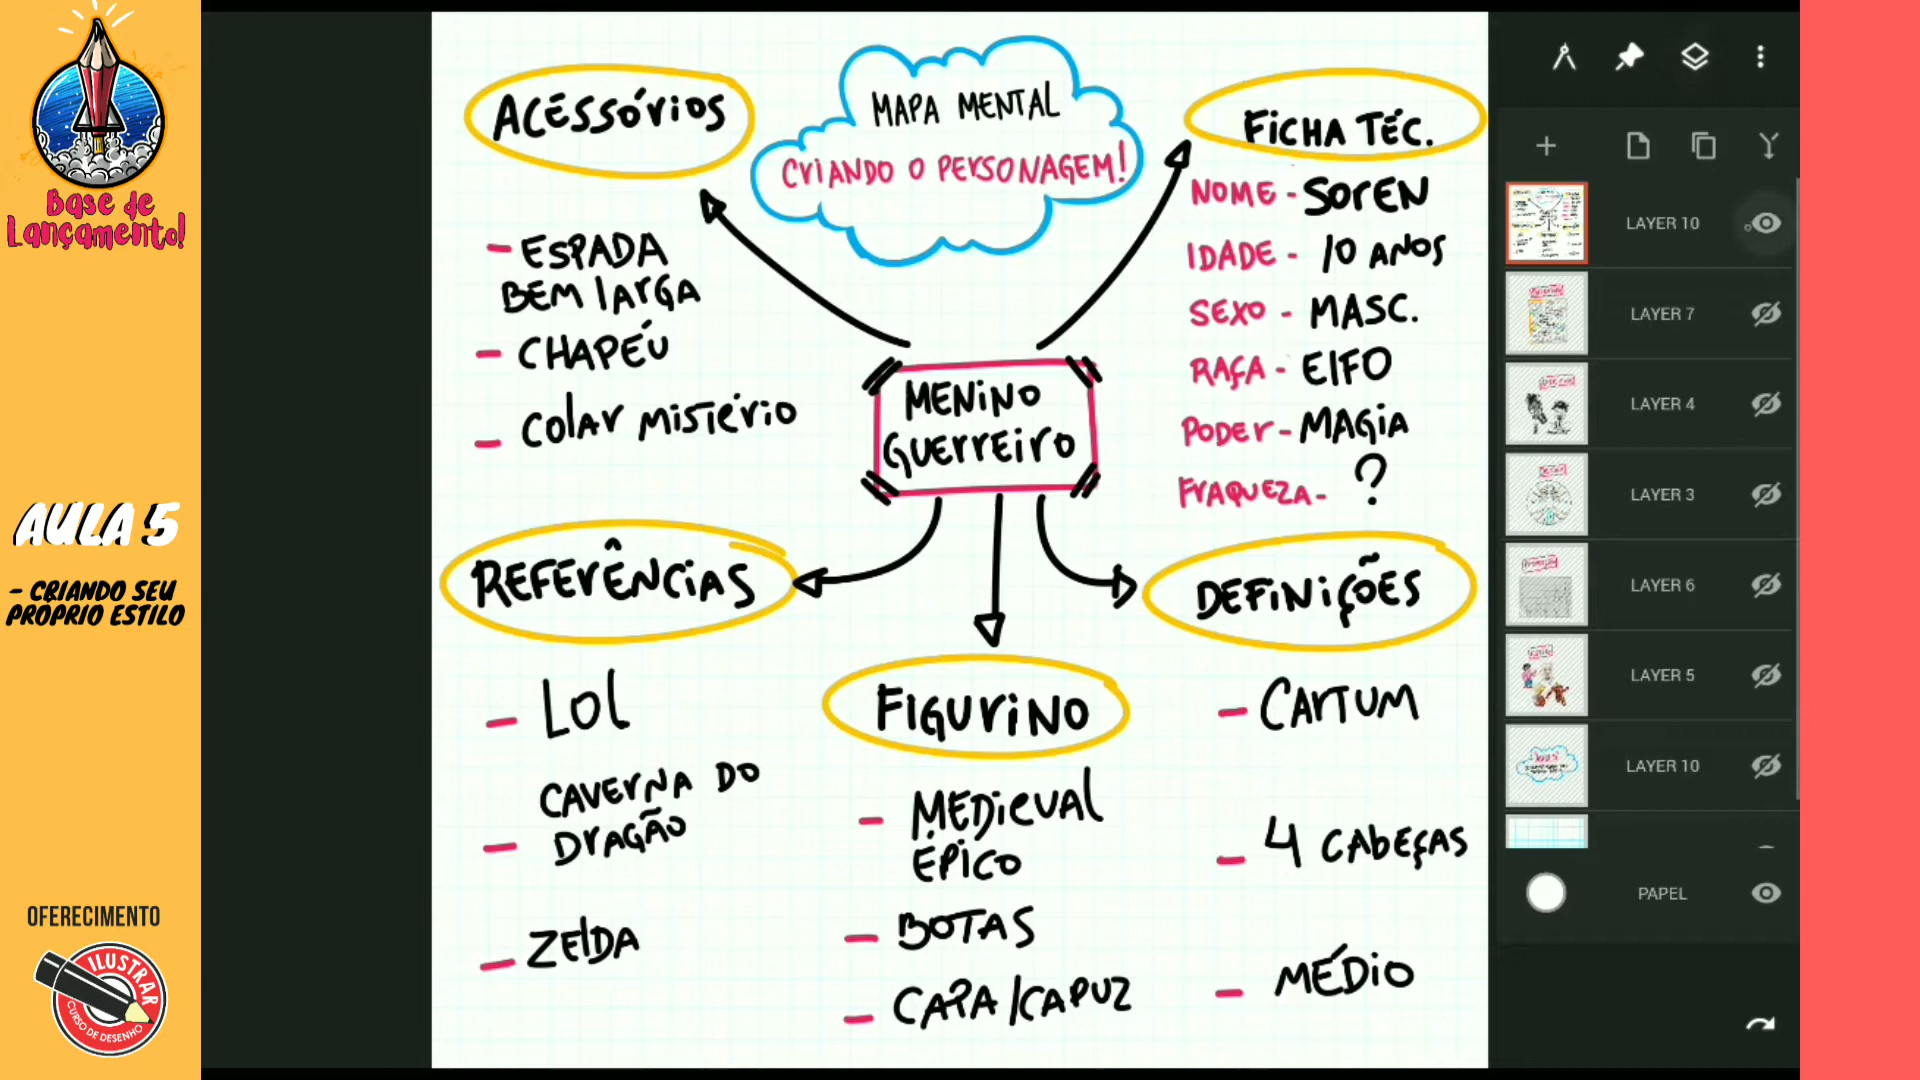 Base de
Lançamento!
AULA 5
- CRIANDO SEU
PRÓPRIO ESTILO
OFERECIMENTO
ILUSTRAR
CURSO DE DESENHO
MAPA MENTAL
CRIANDO O PERSONAGEM!
ACESSÓRIOS
- ESPADA
BEM LARGA
- CHAPÉU
- COLAR MISTÉRIO
FICHA TÉC.
NOME - SOREN
IDADE - 10 ANOS
SEXO - MASC.
RAÇA - ELFO
PODER - MAGIA
FRAQUEZA - ?
MENINO
GUERREIRO
REFERÊNCIAS
- LOL
CAVERNA DO
- DRAGÃO
- ZELDA
FIGURINO
- MEDIEVAL
ÉPICO
- BOTAS
- CAPA/CAPUZ
DEFINIÇÕES
- CARTUM
- 4 CABEÇAS
- MÉDIO
LAYER 10
LAYER 7
LAYER 4
LAYER 3
LAYER 6
LAYER 5
LAYER 10
PAPEL